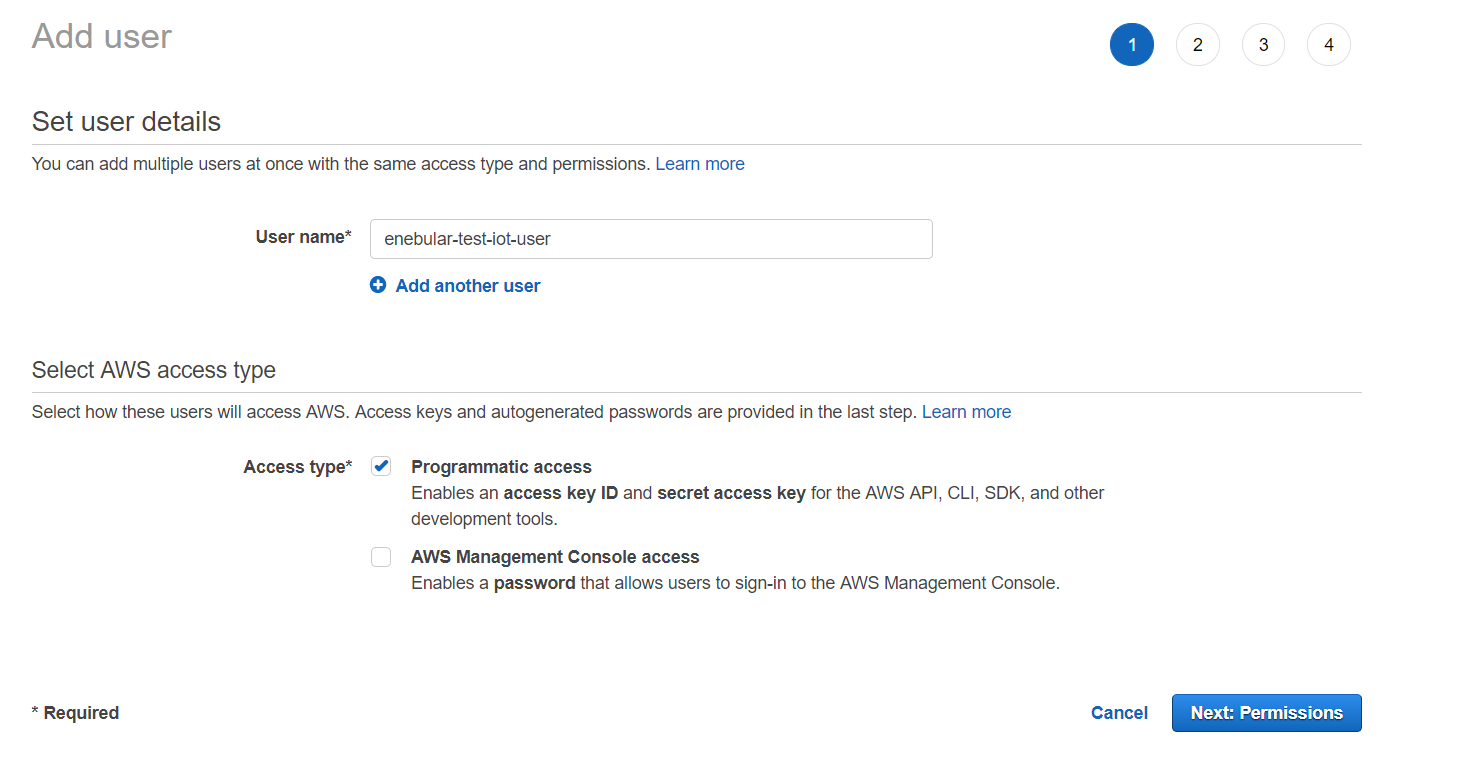 Add user
1 2 3 4
Set user details
You can add multiple users at once with the same access type and permissions. Learn more
User name* enebular-test-iot-user
Add another user
Select AWS access type
Select how these users will access AWS. Access keys and autogenerated passwords are provided in the last step. Learn more
Access type* Programmatic access
Enables an access key ID and secret access key for the AWS API, CLI, SDK, and other
development tools.
AWS Management Console access
Enables a password that allows users to sign-in to the AWS Management Console.
* Required Cancel Next: Permissions